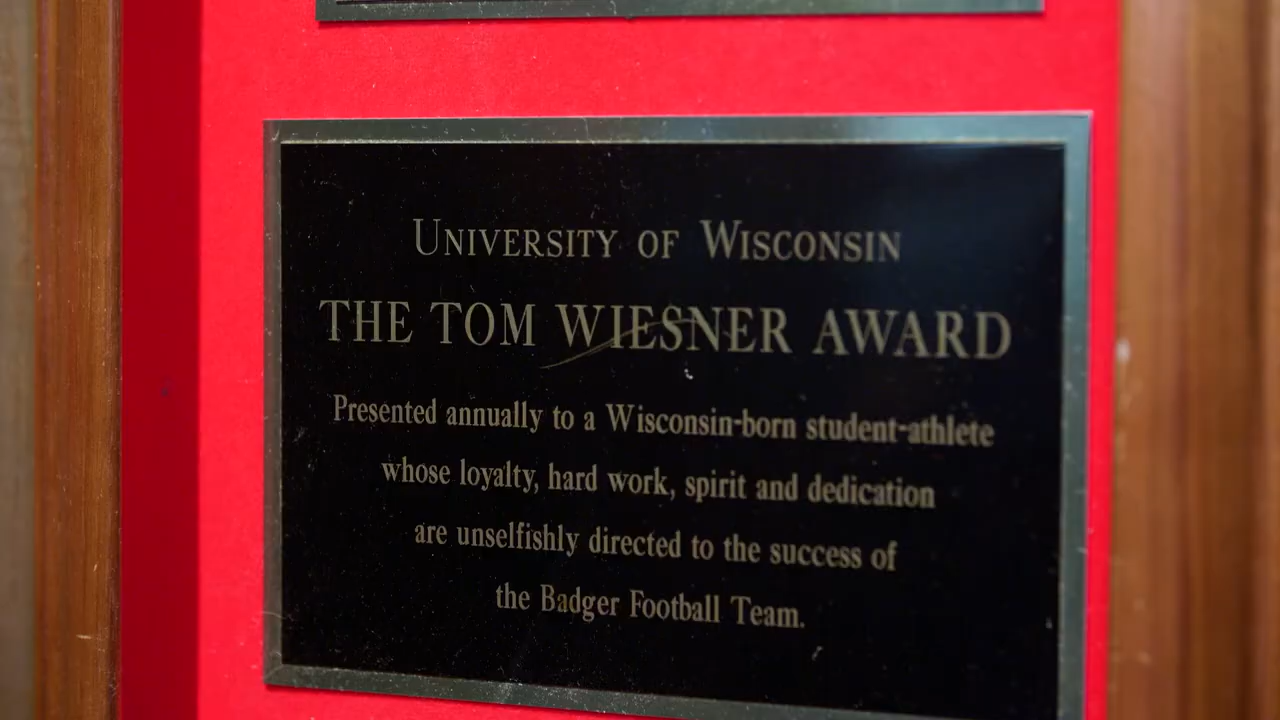 UNIVERSITY OF WISCONSIN
THE TOM WIESNER AWARD
Presented annually to a Wisconsin-born student-athlete
whose loyalty, hard work, spirit and dedication
are unselfishly directed to the success of
the Badger Football Team.